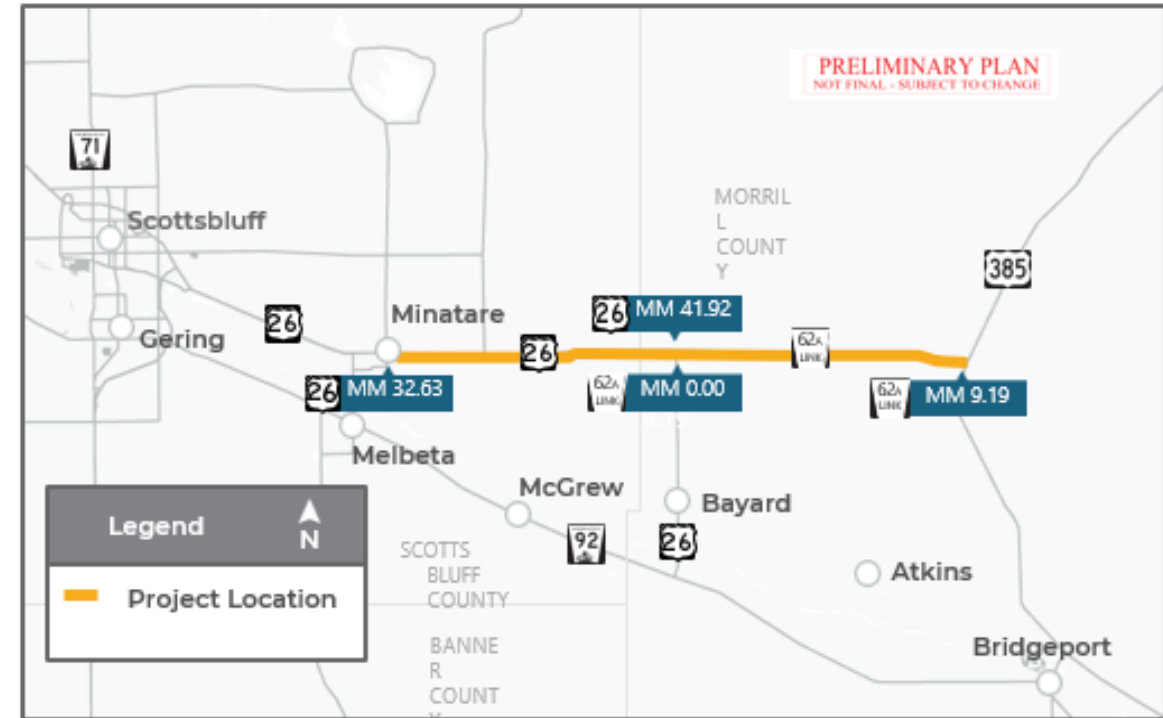 PRELIMINARY PLAN
NOT FINAL - SUBJECT TO CHANGE
71
MORRIL
L
COUNT
Y
Scottsbluff
385
26
MM 41.92
Minatare
26
Gering
26
62A
LINK
26
MM 32.63
62A
LINK
MM 0.00
62A
LINK
MM 9.19
Melbeta
McGrew
Bayard
Legend
N
92
26
SCOTTS
BLUFF
COUNTY
Atkins
Project Location
BANNE
R
COUNT
Bridgeport